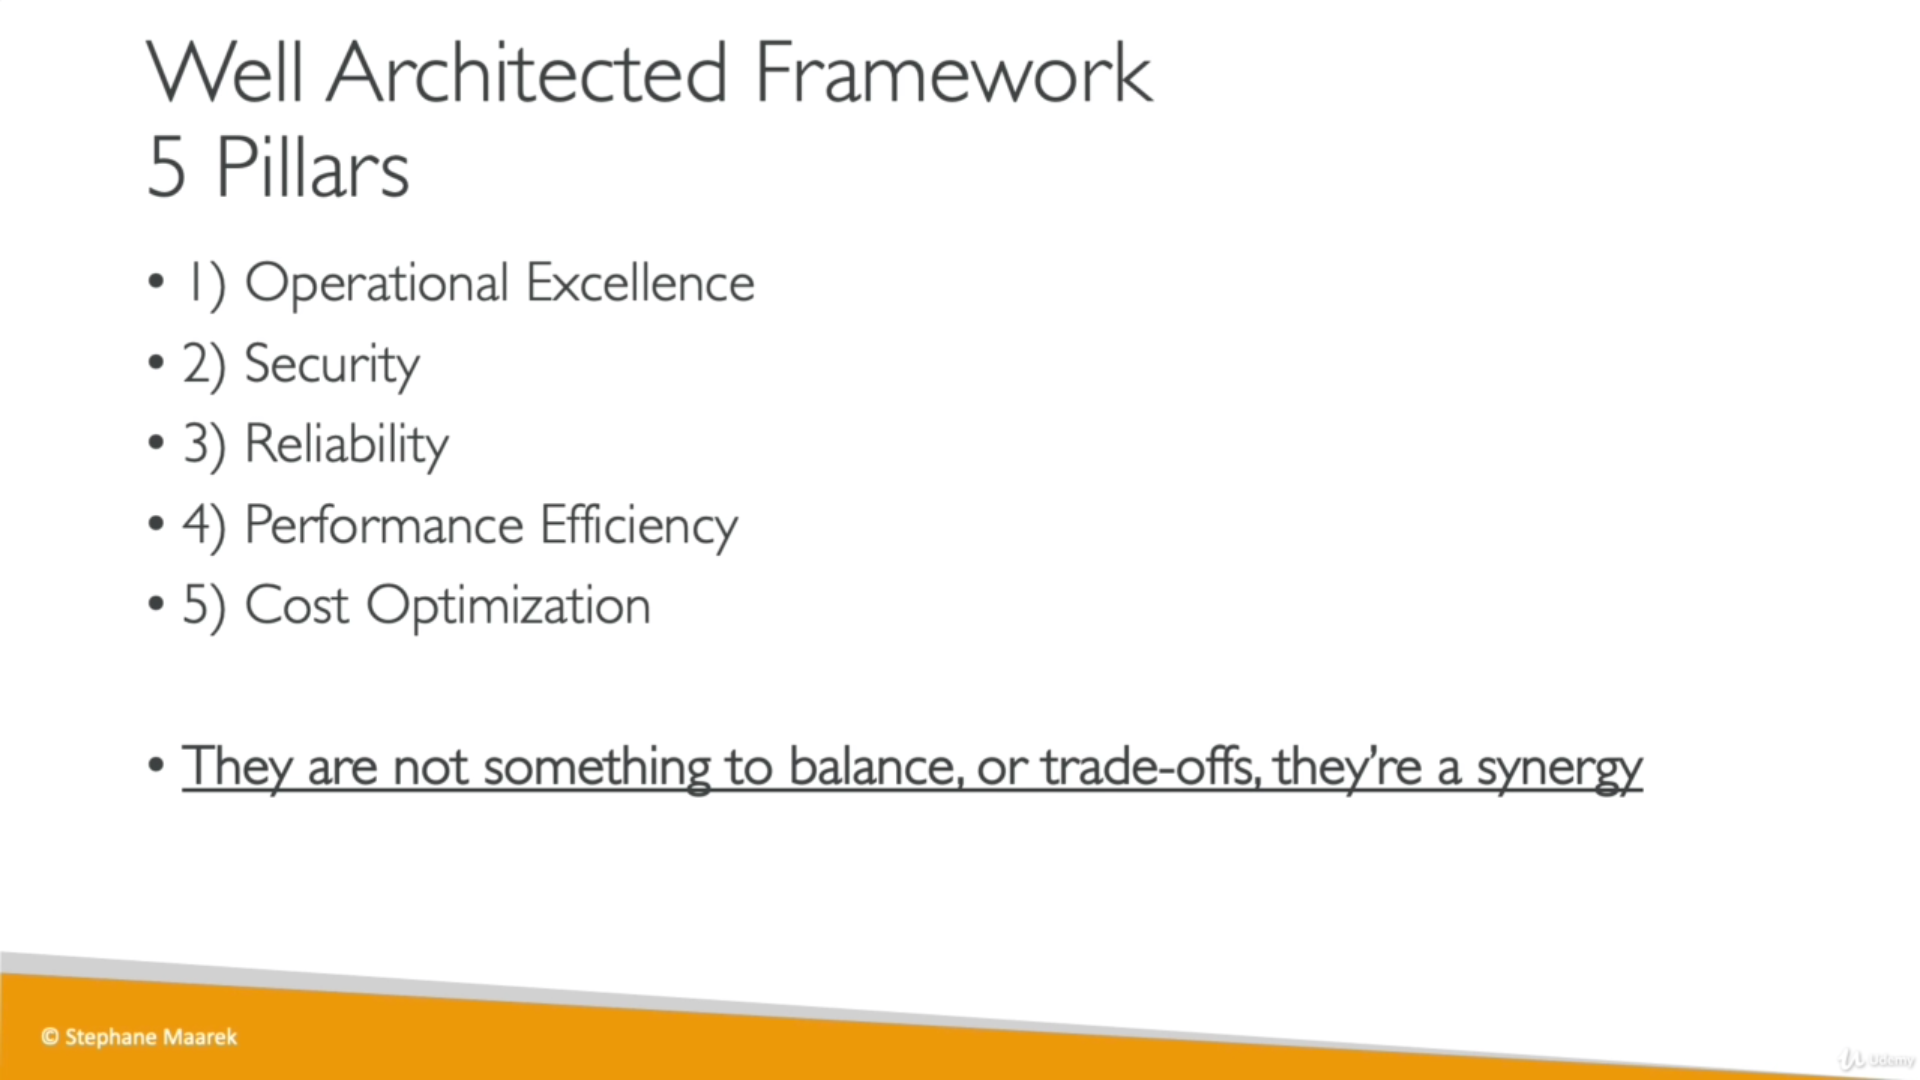 Well Architected Framework
5 Pillars
• 1) Operational Excellence
• 2) Security
• 3) Reliability
• 4) Performance Efficiency
• 5) Cost Optimization
• They are not something to balance, or trade-offs, they’re a synergy
© Stephane Maarek
Udemy